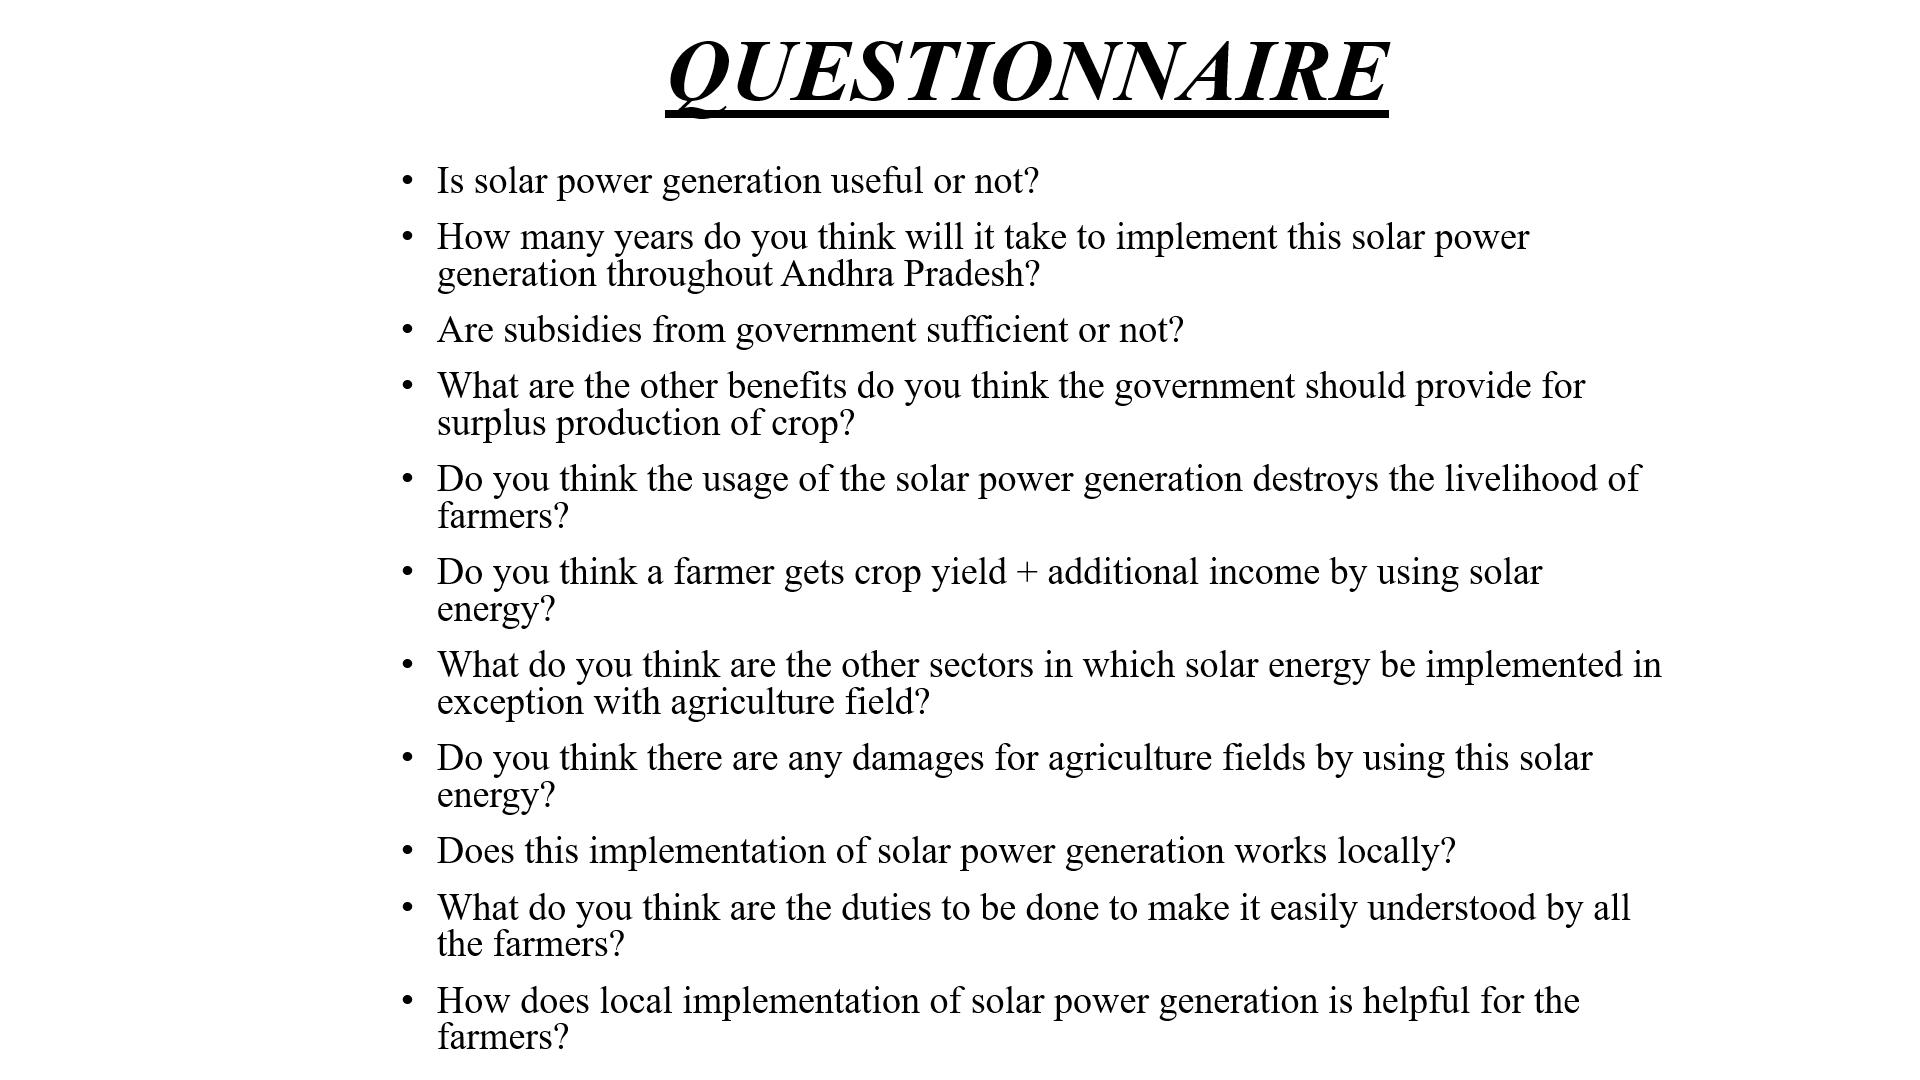 QUESTIONNAIRE
• Is solar power generation useful or not?
• How many years do you think will it take to implement this solar power
generation throughout Andhra Pradesh?
• Are subsidies from government sufficient or not?
• What are the other benefits do you think the government should provide for
surplus production of crop?
• Do you think the usage of the solar power generation destroys the livelihood of
farmers?
• Do you think a farmer gets crop yield + additional income by using solar
energy?
• What do you think are the other sectors in which solar energy be implemented in
exception with agriculture field?
• Do you think there are any damages for agriculture fields by using this solar
energy?
• Does this implementation of solar power generation works locally?
• What do you think are the duties to be done to make it easily understood by all
the farmers?
• How does local implementation of solar power generation is helpful for the
farmers?